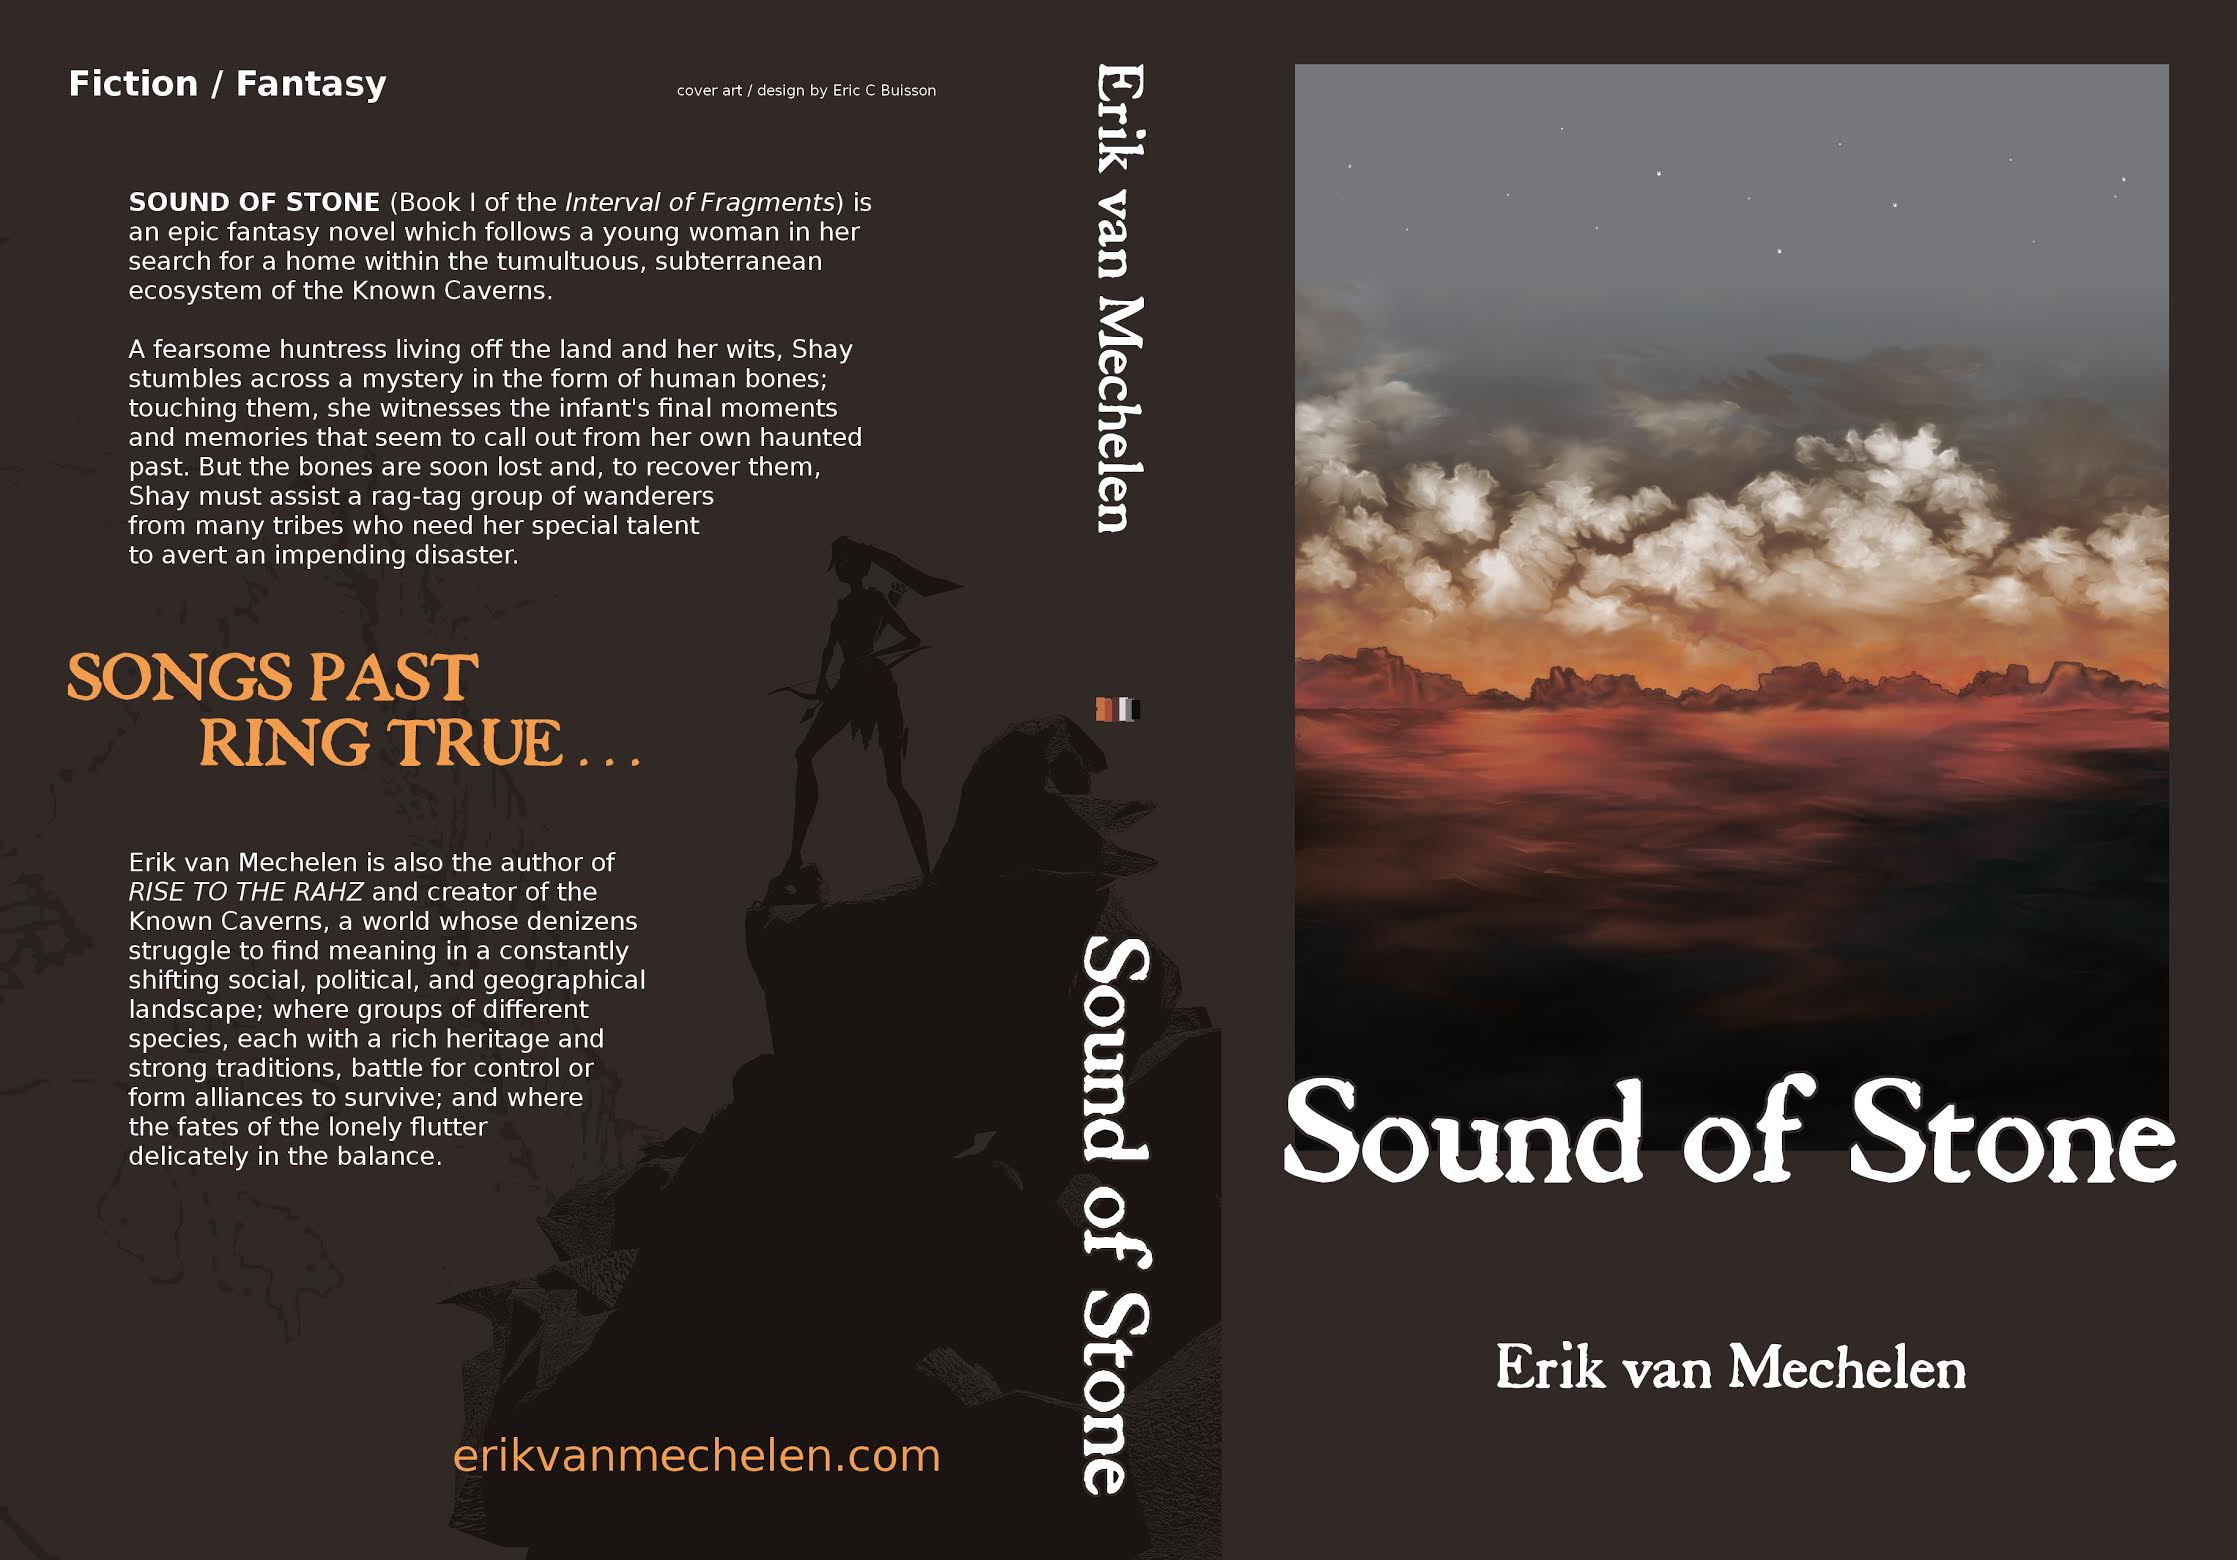 Fiction / Fantasy
cover art / design by Eric C Buisson
SOUND OF STONE (Book I of the Interval of Fragments) is
an epic fantasy novel which follows a young woman in her
search for a home within the tumultuous, subterranean
ecosystem of the Known Caverns.
A fearsome huntress living off the land and her wits, Shay
stumbles across a mystery in the form of human bones;
touching them, she witnesses the infant's final moments
and memories that seem to call out from her own haunted
past. But the bones are soon lost and, to recover them,
Shay must assist a rag-tag group of wanderers
from many tribes who need her special talent
to avert an impending disaster.
SONGS PAST
RING TRUE...
Erik van Mechelen is also the author of
RISE TO THE RAHZ and creator of the
Known Caverns, a world whose denizens
struggle to find meaning in a constantly
shifting social, political, and geographical
landscape; where groups of different
species, each with a rich heritage and
strong traditions, battle for control or
form alliances to survive; and where
the fates of the lonely flutter
delicately in the balance.
erikvanmechelen.com
Erik van Mechelen
Sound of Stone
Sound of Stone
Erik van Mechelen